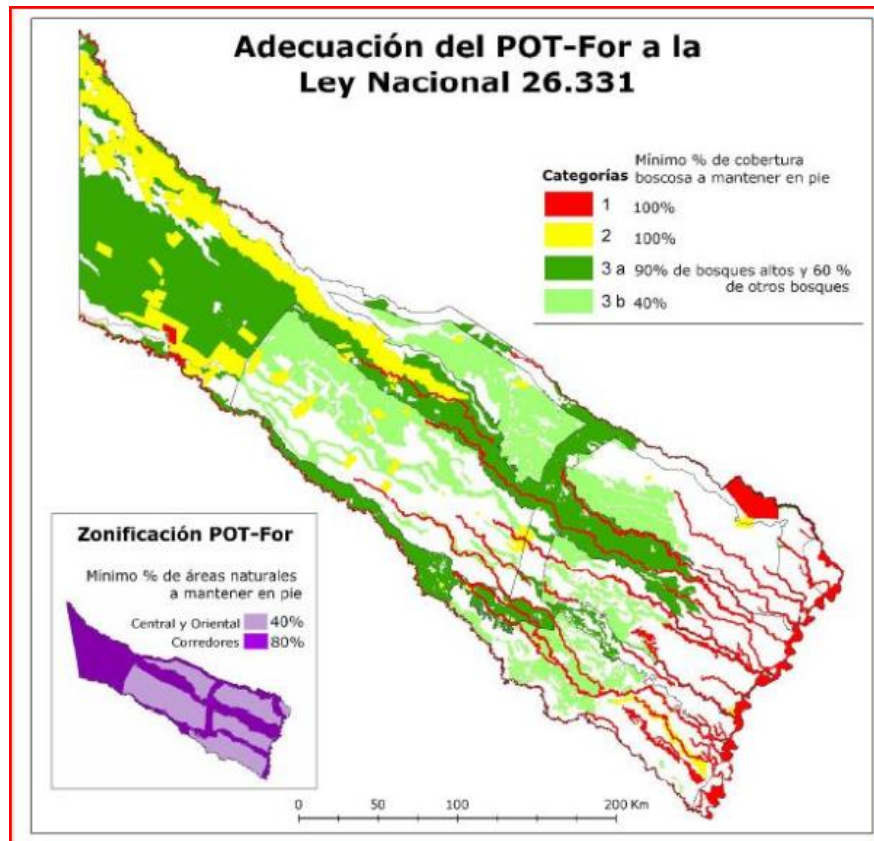 Adecuación del POT-For a la
Ley Nacional 26.331
Categorías
Mínimo % de cobertura
boscosa a mantener en pie
1 100%
2 100%
3 a 90% de bosques altos y 60 %
de otros bosques
3 b 40%
Zonificación POT-For
Mínimo % de áreas naturales
a mantener en pie
Central y Oriental 40%
Corredores 80%
0 50 100 200 Km